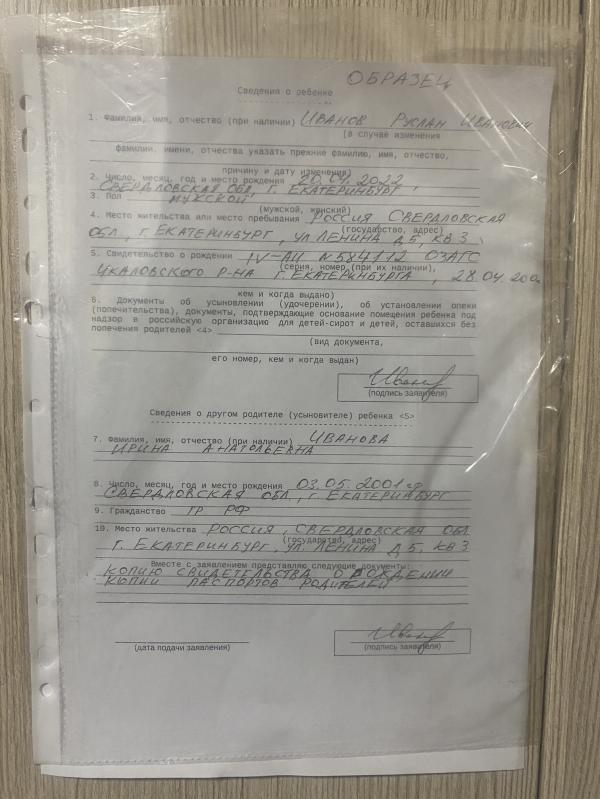 ОБРАЗЕЦ
Сведения о ребенке
1. Фамилия, имя, отчество (при наличии) ИВАНОВ РУСЛАН ИВАНОВИЧ
(в случае изменения
фамилии, имени, отчества указать прежние фамилию, имя, отчество,
причину и дату изменения)
2. Число, месяц, год и место рождения 20.04.2022,
СВЕРДЛОВСКАЯ ОБЛ, Г. ЕКАТЕРИНБУРГ
3. Пол МУЖСКОЙ
(мужской, женский)
4. Место жительства или место пребывания РОССИЯ СВЕРДЛОВСКАЯ
(государство, адрес)
ОБЛ, Г. ЕКАТЕРИНБУРГ, УЛ ЛЕНИНА Д 5, КВ 3
5. Свидетельство о рождении IV-АИ N 584112 ОЗАГС
(серия, номер (при их наличии),
ЧКАЛОВСКОГО Р-НА Г. ЕКАТЕРИНБУРГА, 28.04.
кем и когда выдано)
6. Документы об усыновлении (удочерении), об установлении опеки
(попечительства), документы, подтверждающие основание помещения ребенка под
надзор в российскую организацию для детей-сирот и детей, оставшихся без
попечения родителей <4>
(вид документа,
его номер, кем и когда выдан)
(подпись заявителя)
Сведения о другом родителе (усыновителе) ребенка <5>
7. Фамилия, имя, отчество (при наличии) ИВАНОВА
ИРИНА АНАТОЛЬЕВНА
8. Число, месяц, год и место рождения 03.05.2001 гр
СВЕРДЛОВСКАЯ ОБЛ, г. ЕКАТЕРИНБУРГ
9. Гражданство ГР РФ
10. Место жительства РОССИЯ, СВЕРДЛОВСКАЯ ОБЛ
(государство, адрес)
Г. ЕКАТЕРИНБУРГ, УЛ. ЛЕНИНА Д 5, КВ 3
Вместе с заявлением представляю следующие документы:
КОПИЮ СВИДЕТЕЛЬСТВА О РОЖДЕНИИ
КОПИИ ПАСПОРТОВ РОДИТЕЛЕЙ
(дата подачи заявления)
(подпись заявителя)